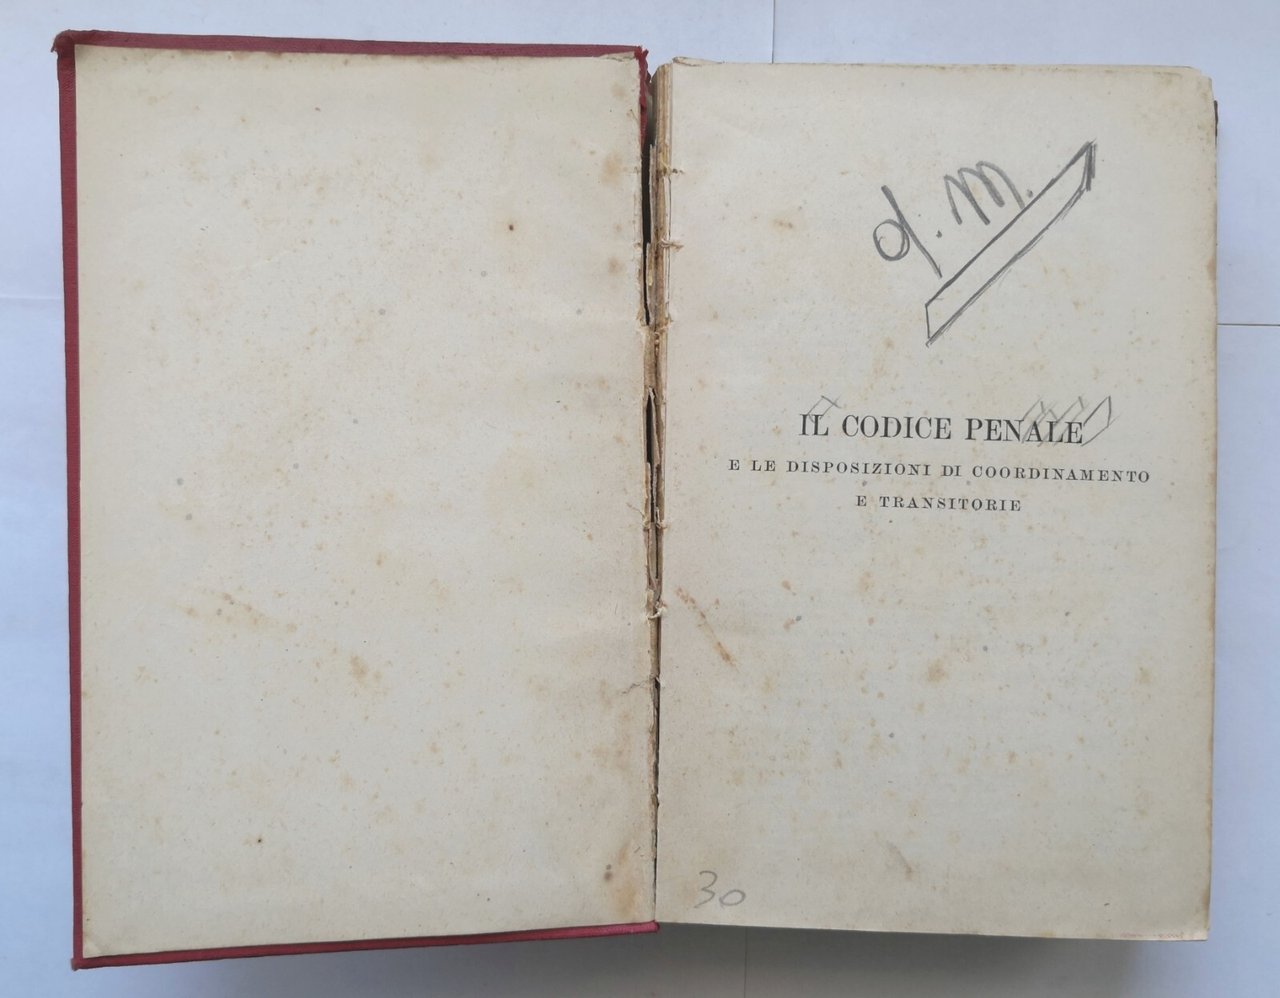 d. M.
IL CODICE PENALE
E LE DISPOSIZIONI DI COORDINAMENTO
E TRANSITORIE
30